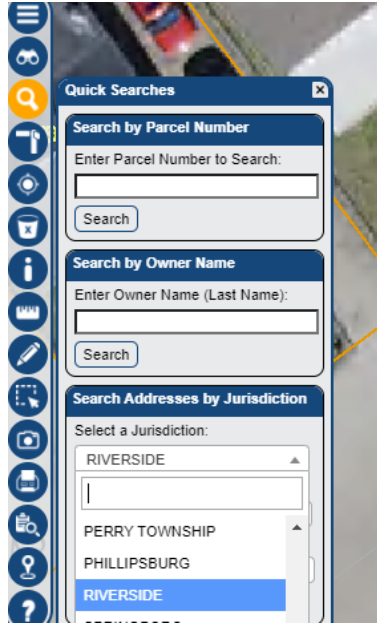 Quick Searches
Search by Parcel Number
Enter Parcel Number to Search:
Search
Search by Owner Name
Enter Owner Name (Last Name):
Search
Search Addresses by Jurisdiction
Select a Jurisdiction:
RIVERSIDE
PERRY TOWNSHIP
PHILLIPSBURG
RIVERSIDE